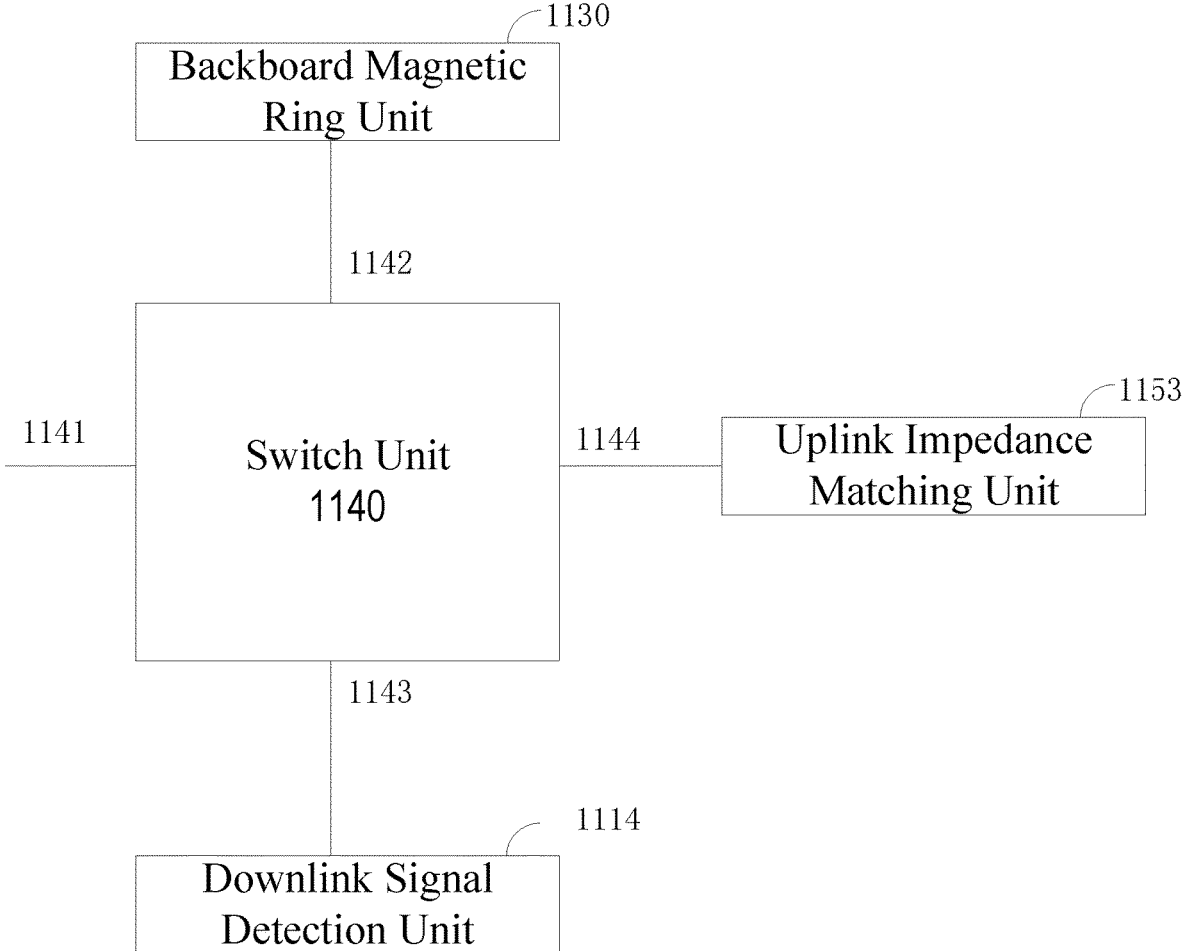 1130
Backboard Magnetic
Ring Unit
1142
1153
1141
Switch Unit
1140
1144
Uplink Impedance
Matching Unit
1143
1114
Downlink Signal
Detection Unit